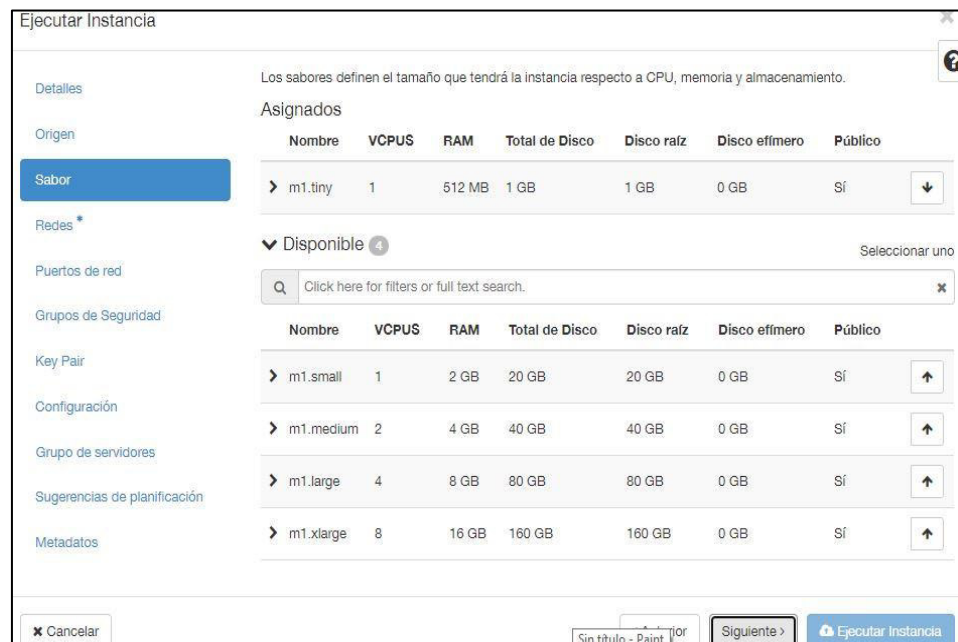 Ejecutar Instancia
Detalles
Origen
Sabor
Redes *
Puertos de red
Grupos de Seguridad
Key Pair
Configuración
Grupo de servidores
Sugerencias de planificación
Metadatos
Los sabores definen el tamaño que tendrá la instancia respecto a CPU, memoria y almacenamiento.
Asignados
Nombre VCPUS RAM Total de Disco Disco raíz Disco efímero Público
m1.tiny 1 512 MB 1 GB 1 GB 0 GB Sí
Disponible 4
Seleccionar uno
Click here for filters or full text search.
Nombre VCPUS RAM Total de Disco Disco raíz Disco efímero Público
m1.small 1 2 GB 20 GB 20 GB 0 GB Sí
m1.medium 2 4 GB 40 GB 40 GB 0 GB Sí
m1.large 4 8 GB 80 GB 80 GB 0 GB Sí
m1.xlarge 8 16 GB 160 GB 160 GB 0 GB Sí
Cancelar
Sin título - Paint
Siguiente >
Ejecutar Instancia